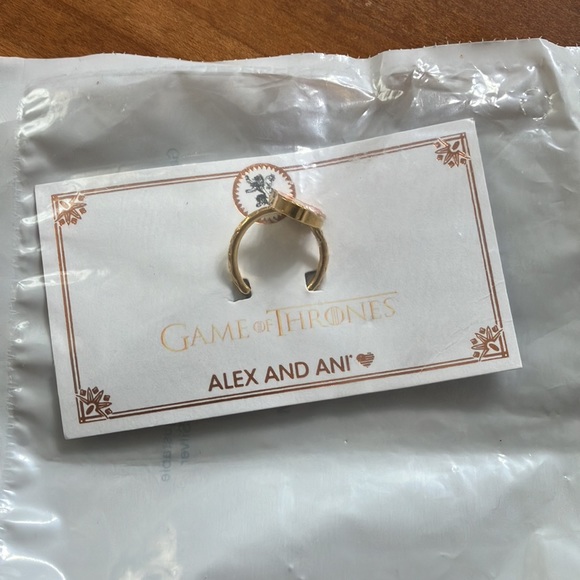 GAME OF THRONES
ALEX AND ANI